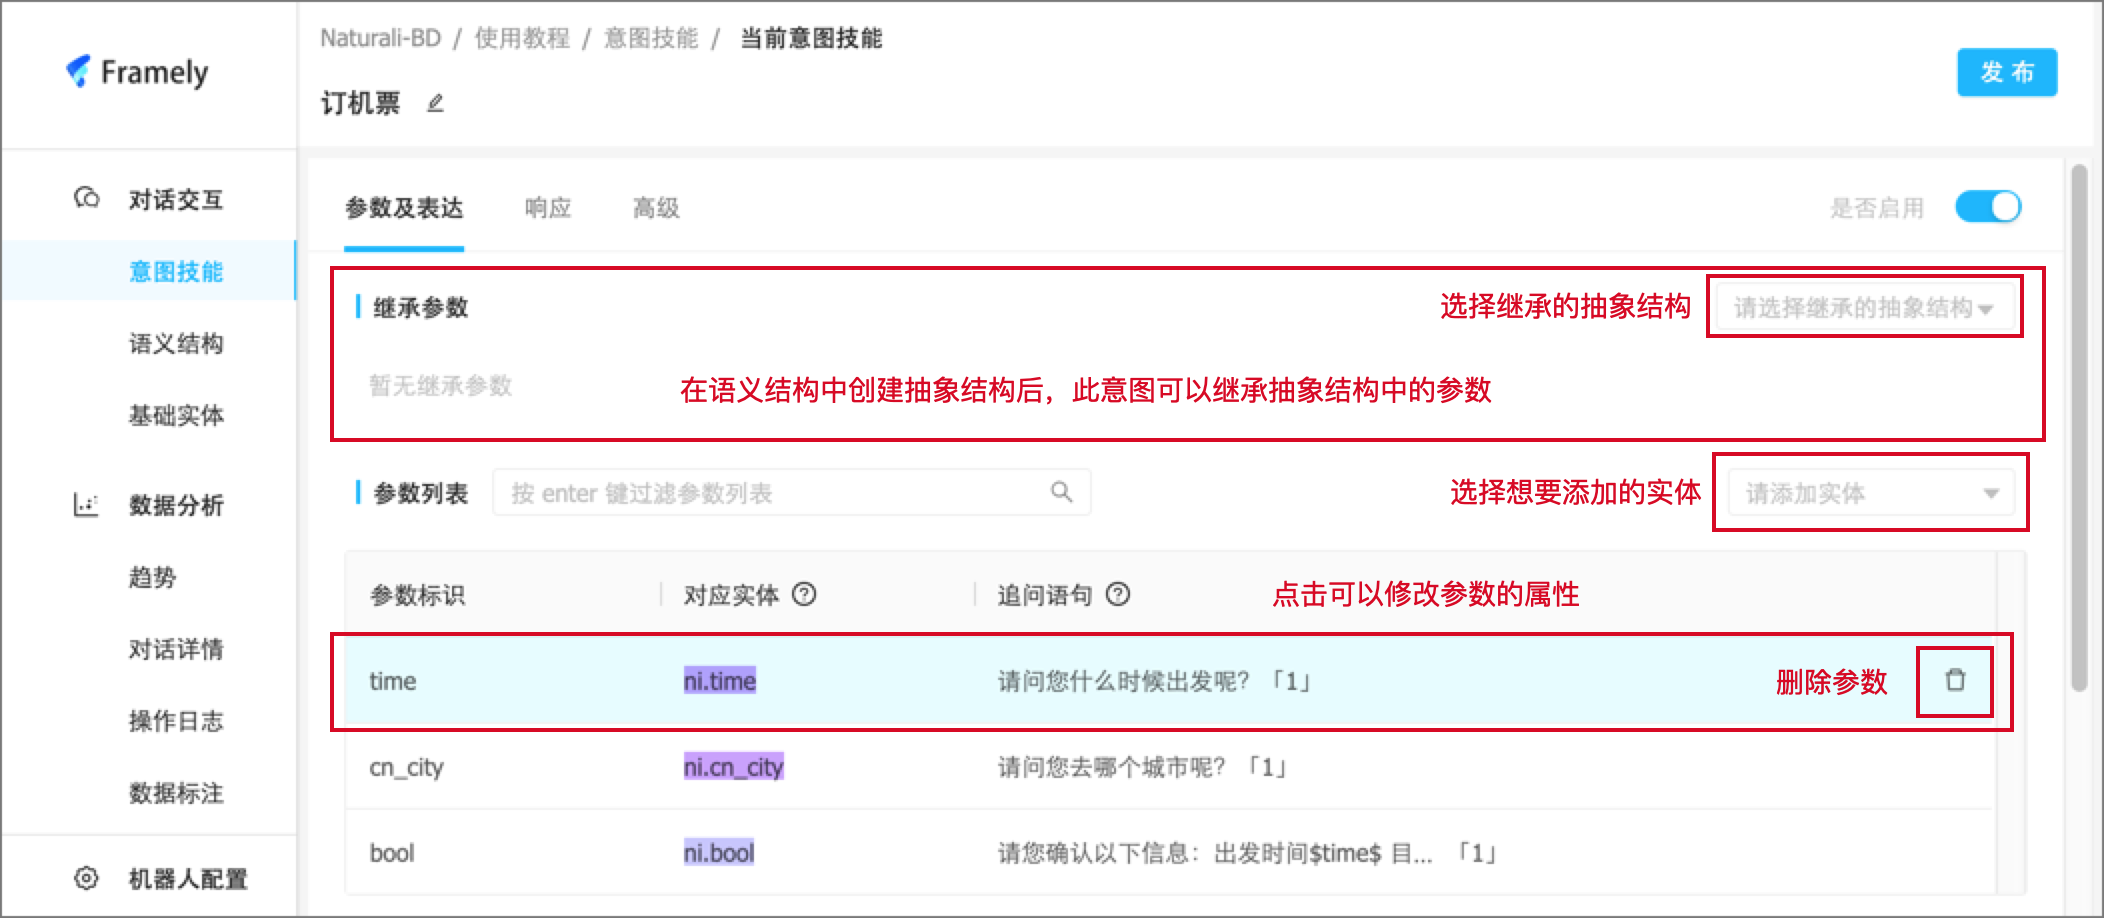 Framely
Naturali-BD / 使用教程 / 意图技能 / 当前意图技能
订机票
发 布
对话交互
意图技能
语义结构
基础实体
数据分析
趋势
对话详情
操作日志
数据标注
机器人配置
参数及表达 响应 高级 是否启用
继承参数 选择继承的抽象结构 请选择继承的抽象结构
暂无继承参数 在语义结构中创建抽象结构后，此意图可以继承抽象结构中的参数
参数列表 按 enter 键过滤参数列表 选择想要添加的实体 请添加实体
参数标识 对应实体 追问语句 点击可以修改参数的属性
time ni.time 请问您什么时候出发呢？「1」 删除参数
cn_city ni.cn_city 请问您去哪个城市呢？「1」
bool ni.bool 请您确认以下信息：出发时间$time$ 目... 「1」